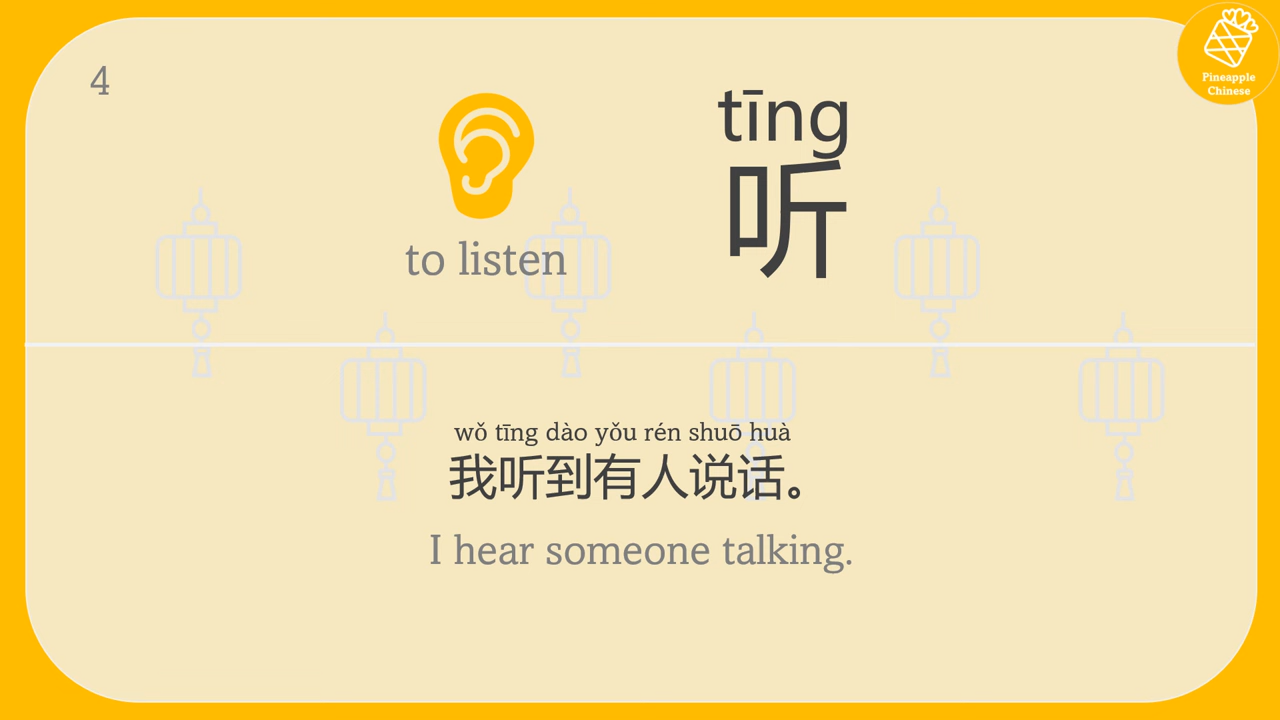 4
Pineapple
Chinese
tīng
听
to listen
wǒ tīng dào yǒu rén shuō huà
我听到有人说话。
I hear someone talking.